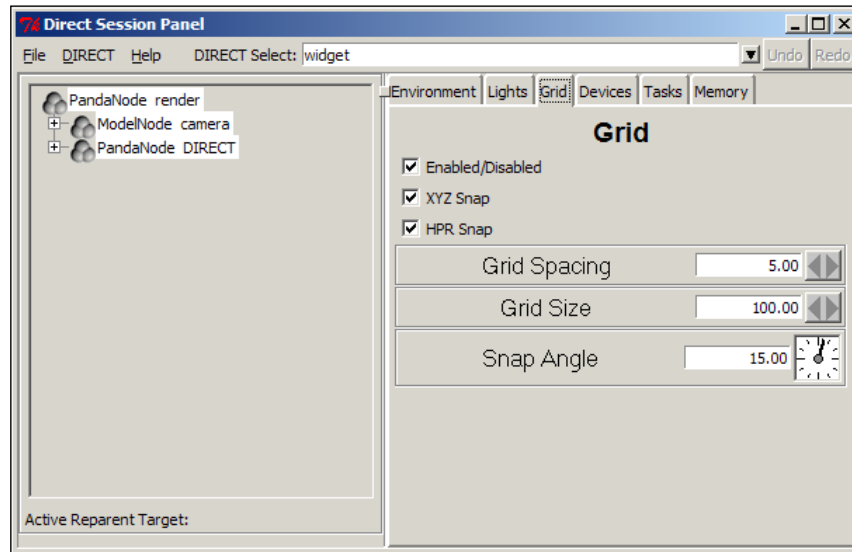 Direct Session Panel
File DIRECT Help DIRECT Select: widget Undo Redo
PandaNode render
ModelNode camera
PandaNode DIRECT
Active Reparent Target:
Environment Lights Grid Devices Tasks Memory
Grid
Enabled/Disabled
XYZ Snap
HPR Snap
Grid Spacing 5.00
Grid Size 100.00
Snap Angle 15.00